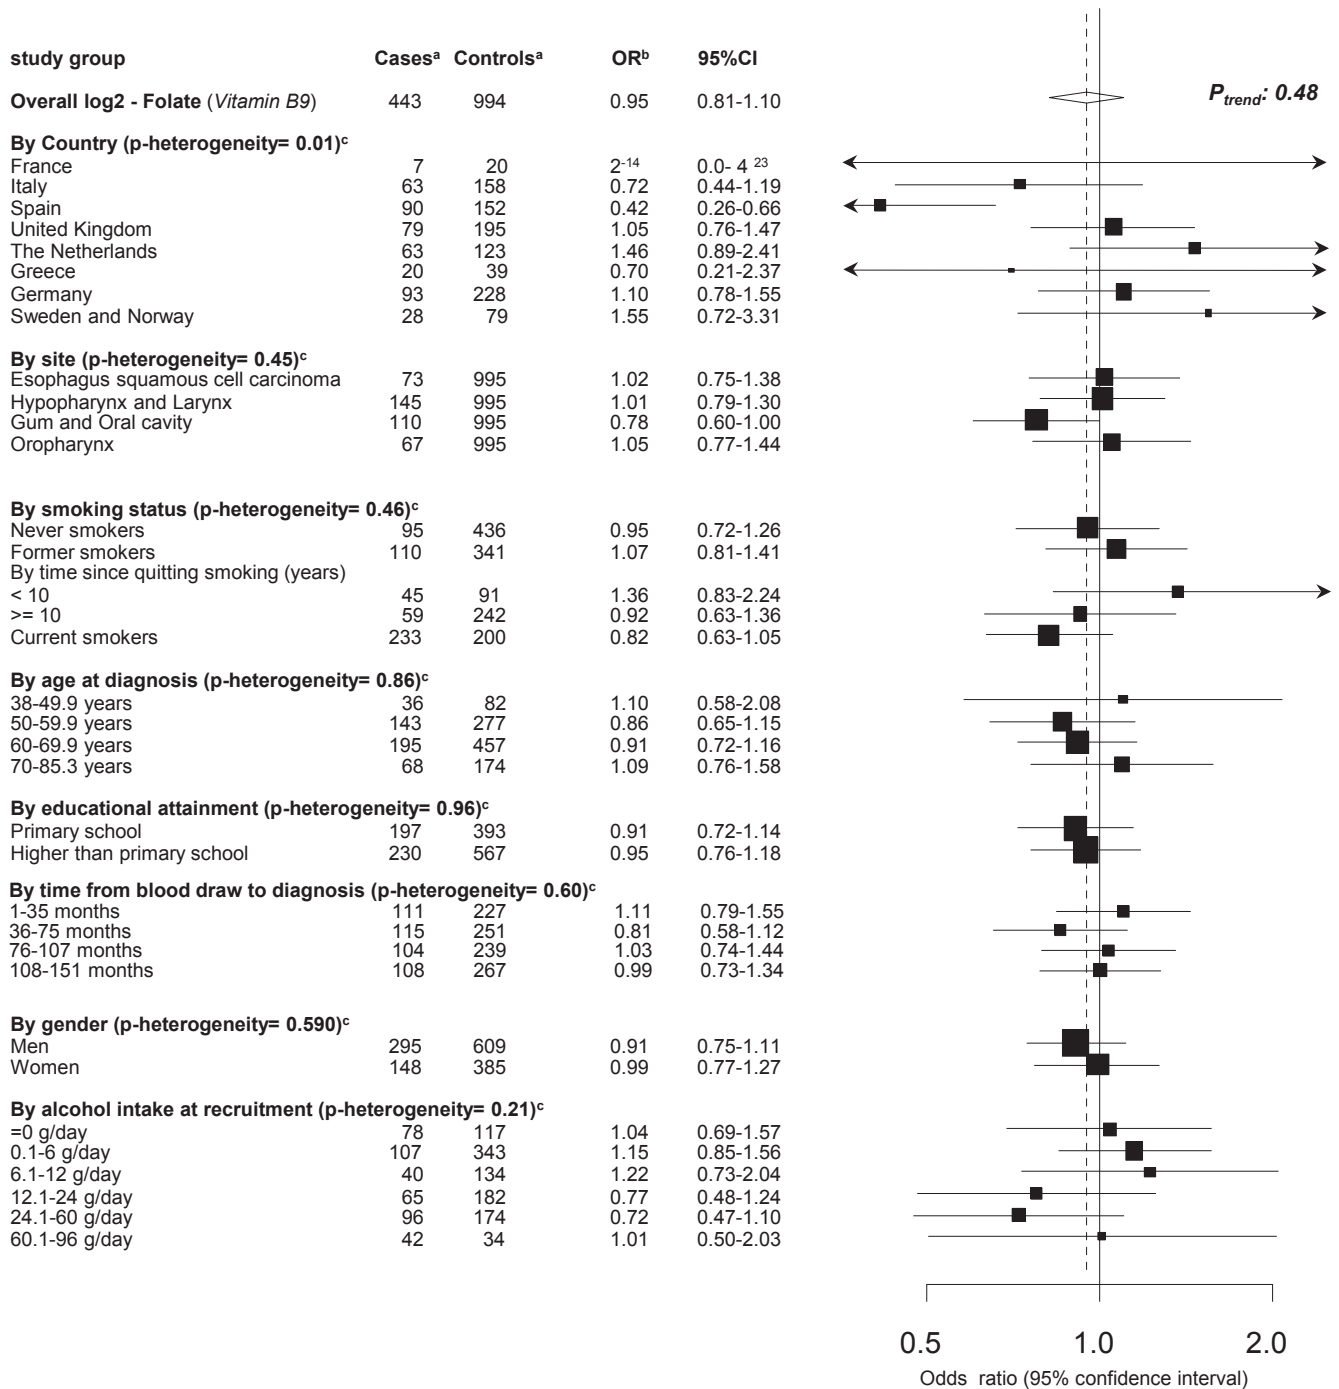 study group Casesᵃ Controlsᵃ ORᵇ 95%CI
Overall log2 - Folate (Vitamin B9) 443 994 0.95 0.81-1.10 Ptrend: 0.48
By Country (p-heterogeneity= 0.01)ᶜ
France 7 20 2⁻¹⁴ 0.0- 4 ²³
Italy 63 158 0.72 0.44-1.19
Spain 90 152 0.42 0.26-0.66
United Kingdom 79 195 1.05 0.76-1.47
The Netherlands 63 123 1.46 0.89-2.41
Greece 20 39 0.70 0.21-2.37
Germany 93 228 1.10 0.78-1.55
Sweden and Norway 28 79 1.55 0.72-3.31
By site (p-heterogeneity= 0.45)ᶜ
Esophagus squamous cell carcinoma 73 995 1.02 0.75-1.38
Hypopharynx and Larynx 145 995 1.01 0.79-1.30
Gum and Oral cavity 110 995 0.78 0.60-1.00
Oropharynx 67 995 1.05 0.77-1.44
By smoking status (p-heterogeneity= 0.46)ᶜ
Never smokers 95 436 0.95 0.72-1.26
Former smokers 110 341 1.07 0.81-1.41
By time since quitting smoking (years)
< 10 45 91 1.36 0.83-2.24
>= 10 59 242 0.92 0.63-1.36
Current smokers 233 200 0.82 0.63-1.05
By age at diagnosis (p-heterogeneity= 0.86)ᶜ
38-49.9 years 36 82 1.10 0.58-2.08
50-59.9 years 143 277 0.86 0.65-1.15
60-69.9 years 195 457 0.91 0.72-1.16
70-85.3 years 68 174 1.09 0.76-1.58
By educational attainment (p-heterogeneity= 0.96)ᶜ
Primary school 197 393 0.91 0.72-1.14
Higher than primary school 230 567 0.95 0.76-1.18
By time from blood draw to diagnosis (p-heterogeneity= 0.60)ᶜ
1-35 months 111 227 1.11 0.79-1.55
36-75 months 115 251 0.81 0.58-1.12
76-107 months 104 239 1.03 0.74-1.44
108-151 months 108 267 0.99 0.73-1.34
By gender (p-heterogeneity= 0.590)ᶜ
Men 295 609 0.91 0.75-1.11
Women 148 385 0.99 0.77-1.27
By alcohol intake at recruitment (p-heterogeneity= 0.21)ᶜ
=0 g/day 78 117 1.04 0.69-1.57
0.1-6 g/day 107 343 1.15 0.85-1.56
6.1-12 g/day 40 134 1.22 0.73-2.04
12.1-24 g/day 65 182 0.77 0.48-1.24
24.1-60 g/day 96 174 0.72 0.47-1.10
60.1-96 g/day 42 34 1.01 0.50-2.03
0.5 1.0 2.0
Odds ratio (95% confidence interval)